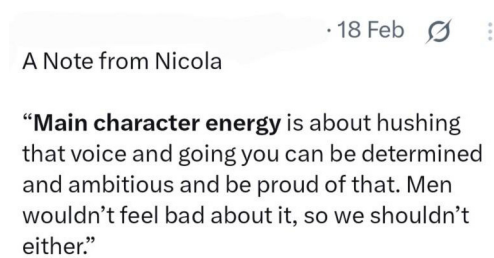 · 18 Feb
A Note from Nicola
“Main character energy is about hushing
that voice and going you can be determined
and ambitious and be proud of that. Men
wouldn’t feel bad about it, so we shouldn’t
either.”